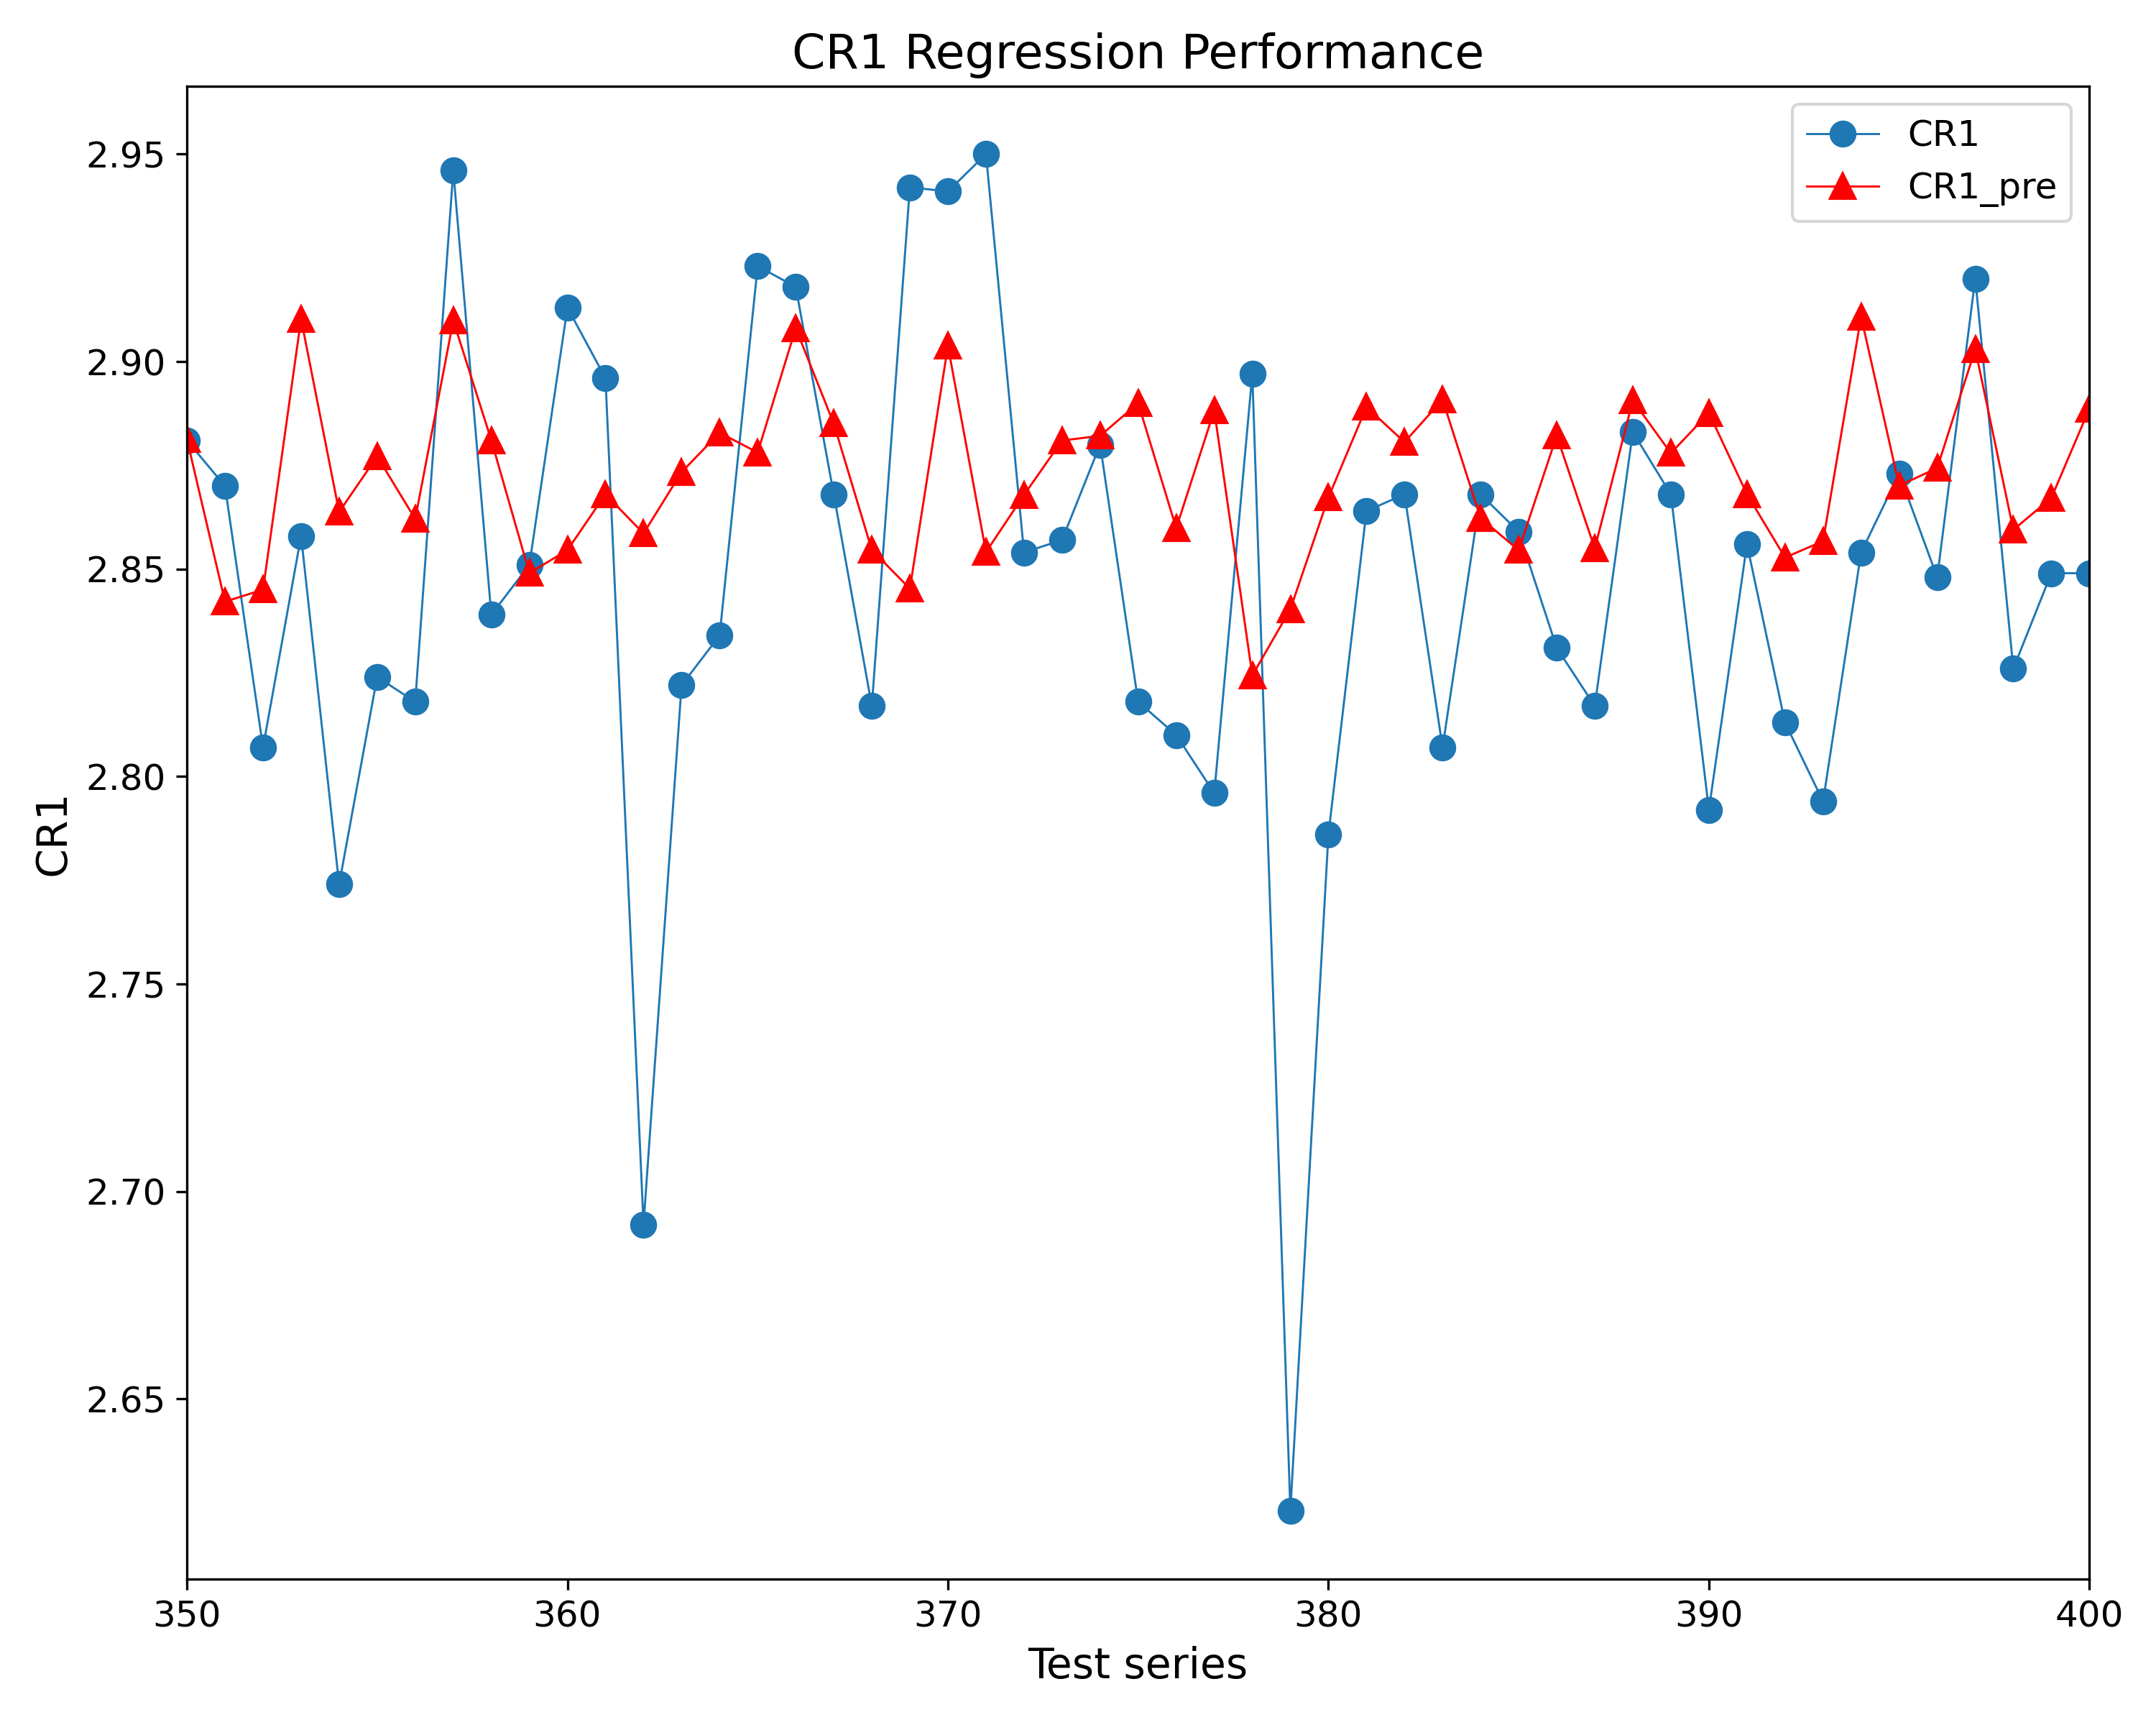 CR1 Regression Performance
CR1
CR1_pre
2.95
2.90
2.85
2.80
2.75
2.70
2.65
CR1
350 360 370 380 390 400
Test series